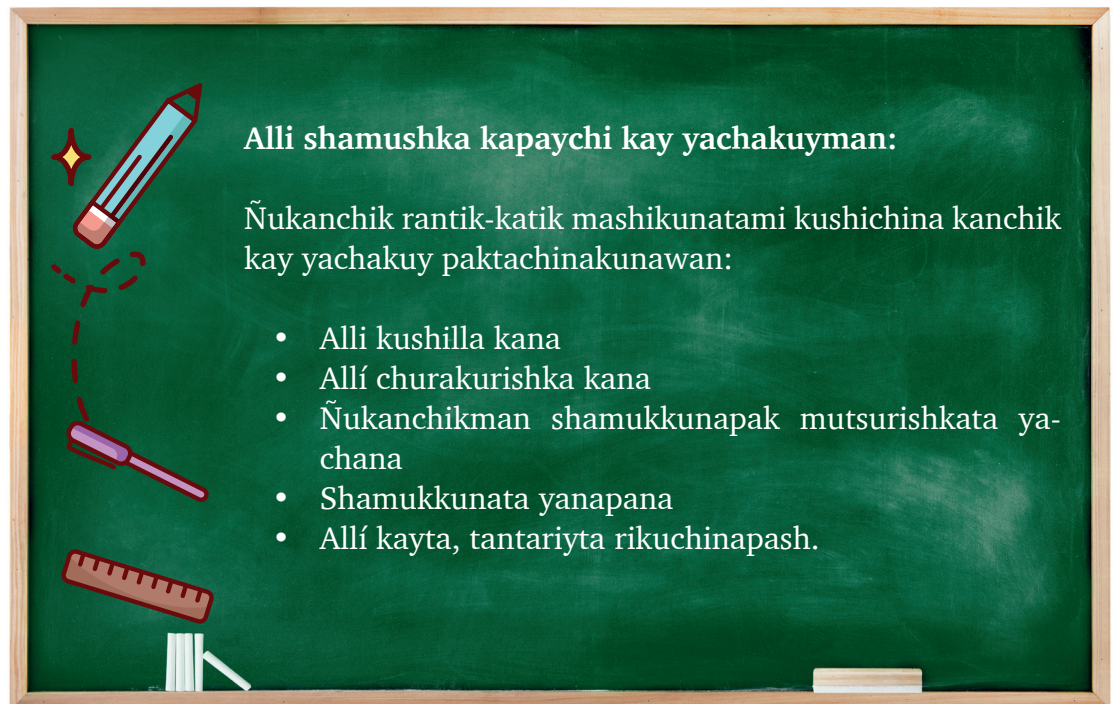 Alli shamushka kapaychi kay yachakuyman:
Ñukanchik rantik-katik mashikunatami kushichina kanchik
kay yachakuy paktachinakunawan:
• Alli kushilla kana
• Allí churakurishka kana
• Ñukanchikman shamukkunapak mutsurishkata ya-
chana
• Shamukkunata yanapana
• Allí kayta, tantariyta rikuchinapash.